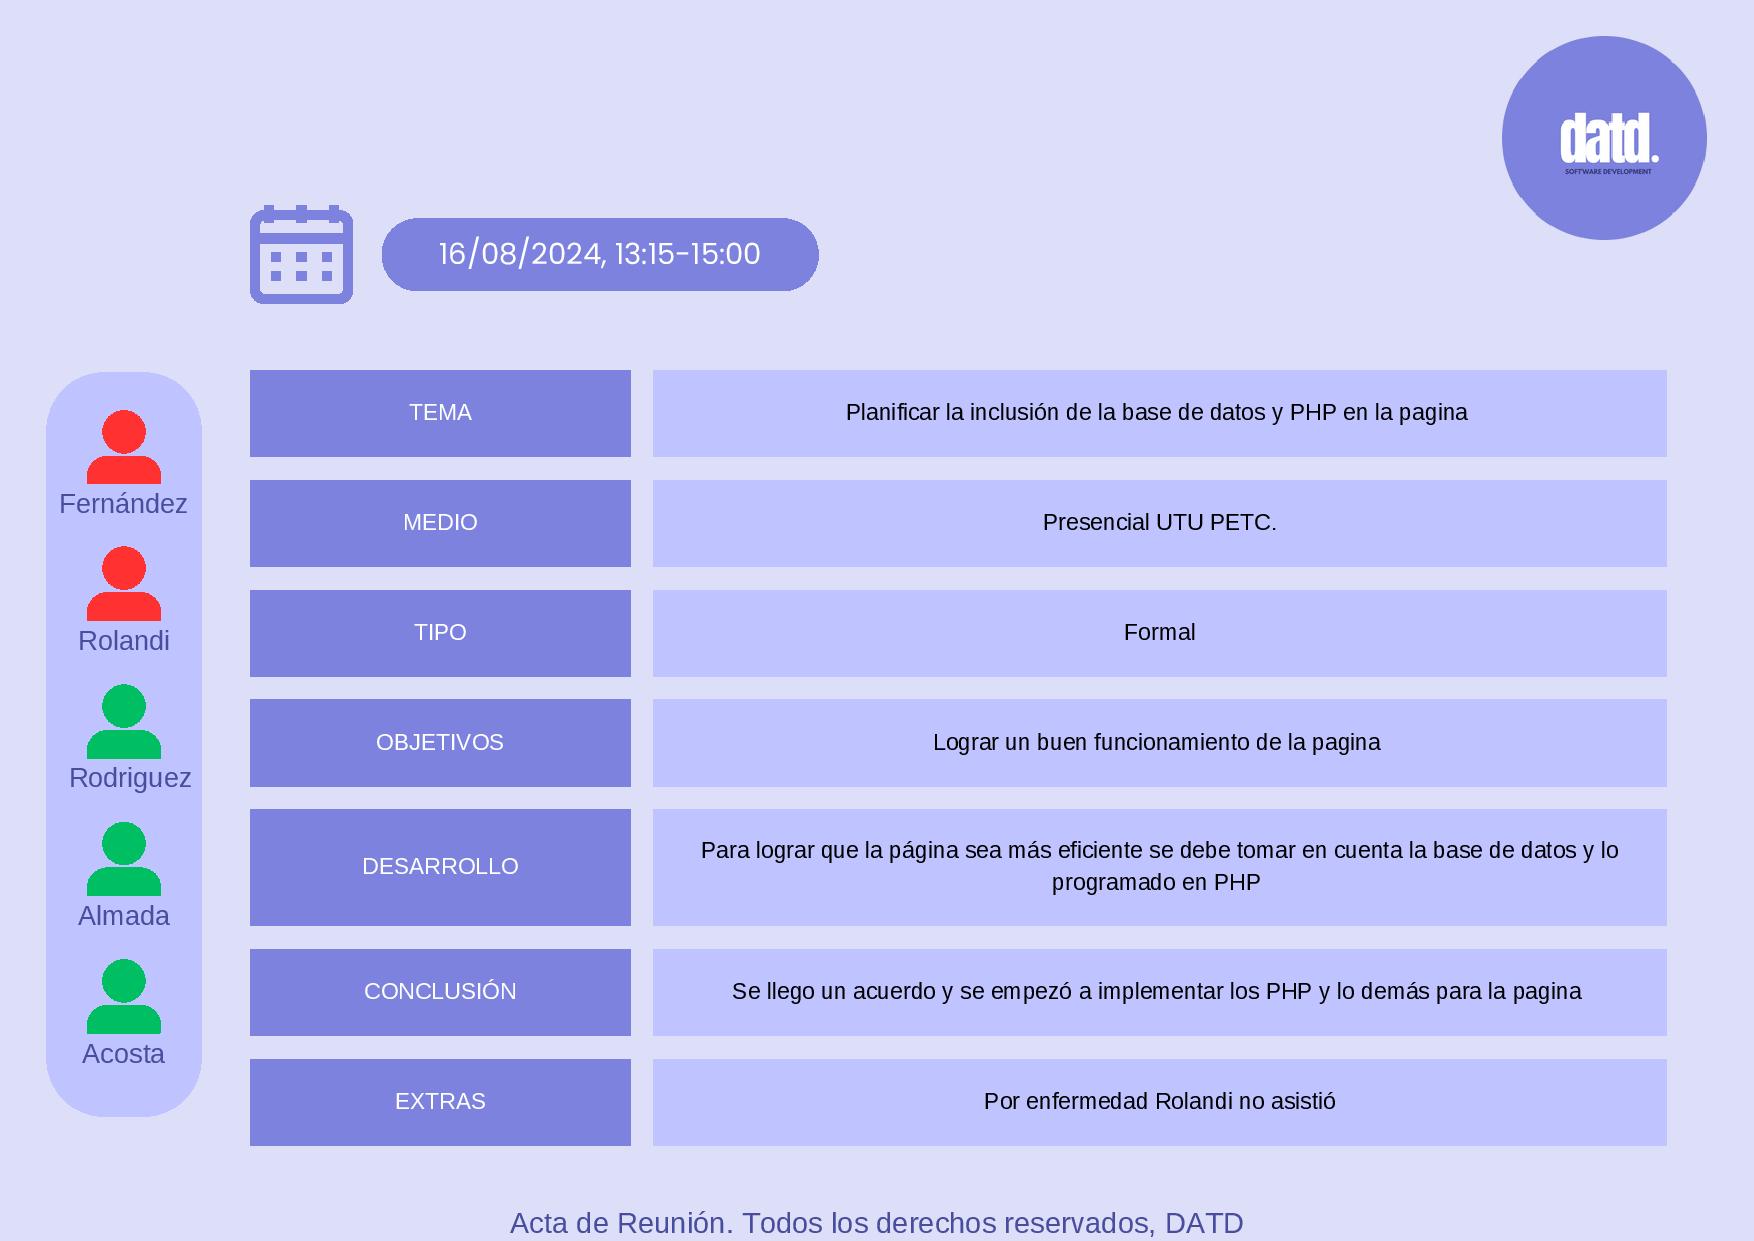 datd.
SOFTWARE DEVELOPMENT
16/08/2024, 13:15-15:00
Fernández
Rolandi
Rodriguez
Almada
Acosta
TEMA
Planificar la inclusión de la base de datos y PHP en la pagina
MEDIO
Presencial UTU PETC.
TIPO
Formal
OBJETIVOS
Lograr un buen funcionamiento de la pagina
DESARROLLO
Para lograr que la página sea más eficiente se debe tomar en cuenta la base de datos y lo
programado en PHP
CONCLUSIÓN
Se llego un acuerdo y se empezó a implementar los PHP y lo demás para la pagina
EXTRAS
Por enfermedad Rolandi no asistió
Acta de Reunión. Todos los derechos reservados, DATD